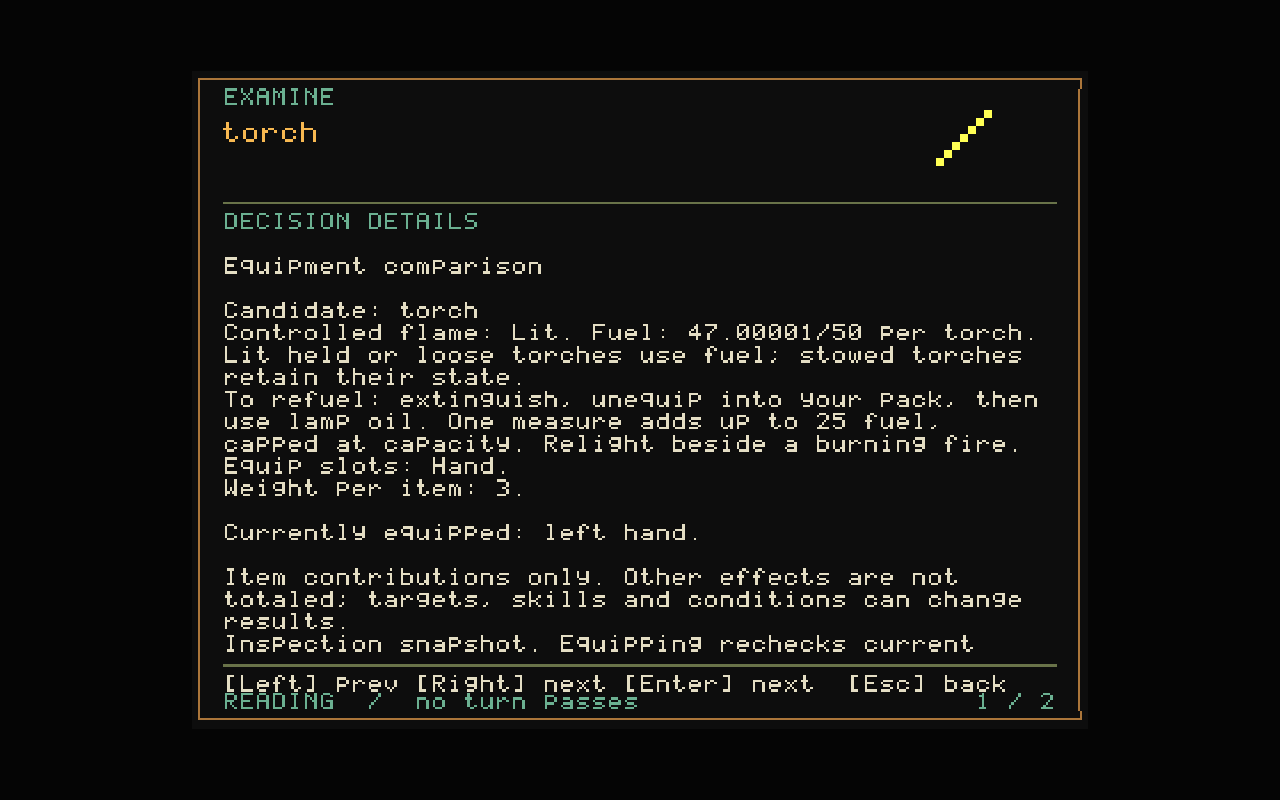 EXAMINE
torch
DECISION DETAILS
Equipment comparison
Candidate: torch
Controlled flame: Lit. Fuel: 47.00001/50 per torch.
Lit held or loose torches use fuel; stowed torches
retain their state.
To refuel: extinguish, unequip into your pack, then
use lamp oil. One measure adds up to 25 fuel,
capped at capacity. Relight beside a burning fire.
Equip slots: Hand.
Weight per item: 3.
Currently equipped: left hand.
Item contributions only. Other effects are not
totaled; targets, skills and conditions can change
results.
Inspection snapshot. Equipping rechecks current
[Left] prev [Right] next [Enter] next  [Esc] back
READING  /  no turn passes 1 / 2